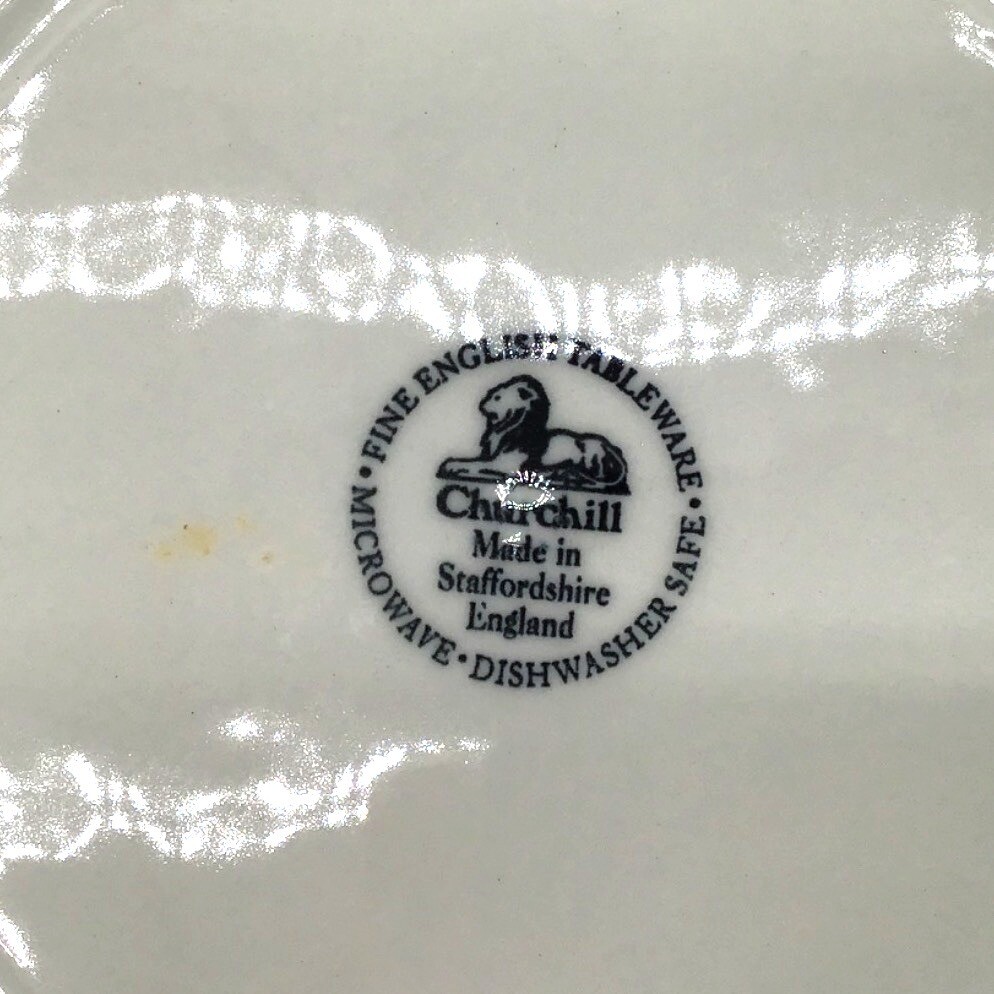 • FINE ENGLISH TABLEWARE •
Churchill
Made in
Staffordshire
England
MICROWAVE • DISHWASHER SAFE